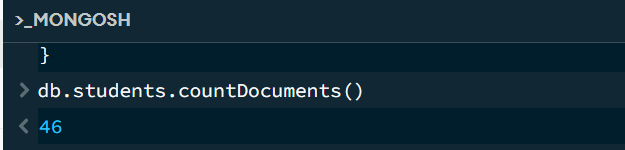 >_MONGOSH
}
> db.students.countDocuments()
< 46